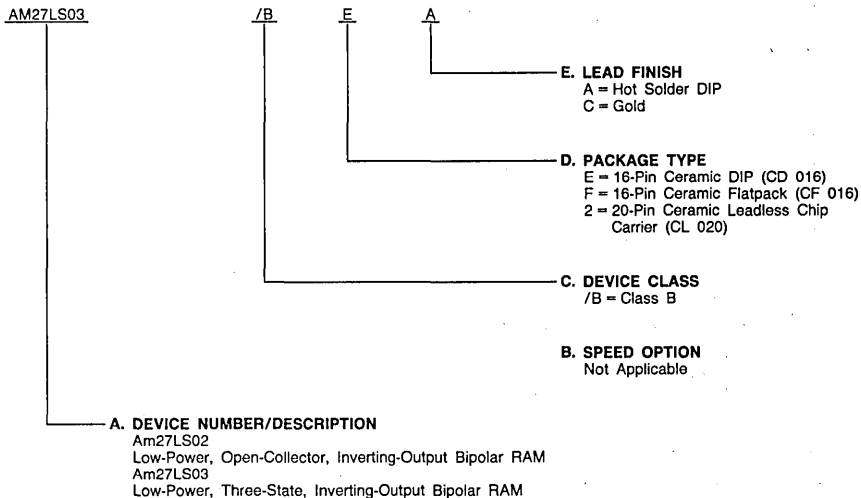 AM27LS03 /B E A
E. LEAD FINISH
A = Hot Solder DIP
C = Gold
D. PACKAGE TYPE
E = 16-Pin Ceramic DIP (CD 016)
F = 16-Pin Ceramic Flatpack (CF 016)
2 = 20-Pin Ceramic Leadless Chip
Carrier (CL 020)
C. DEVICE CLASS
/B = Class B
B. SPEED OPTION
Not Applicable
A. DEVICE NUMBER/DESCRIPTION
Am27LS02
Low-Power, Open-Collector, Inverting-Output Bipolar RAM
Am27LS03
Low-Power, Three-State, Inverting-Output Bipolar RAM